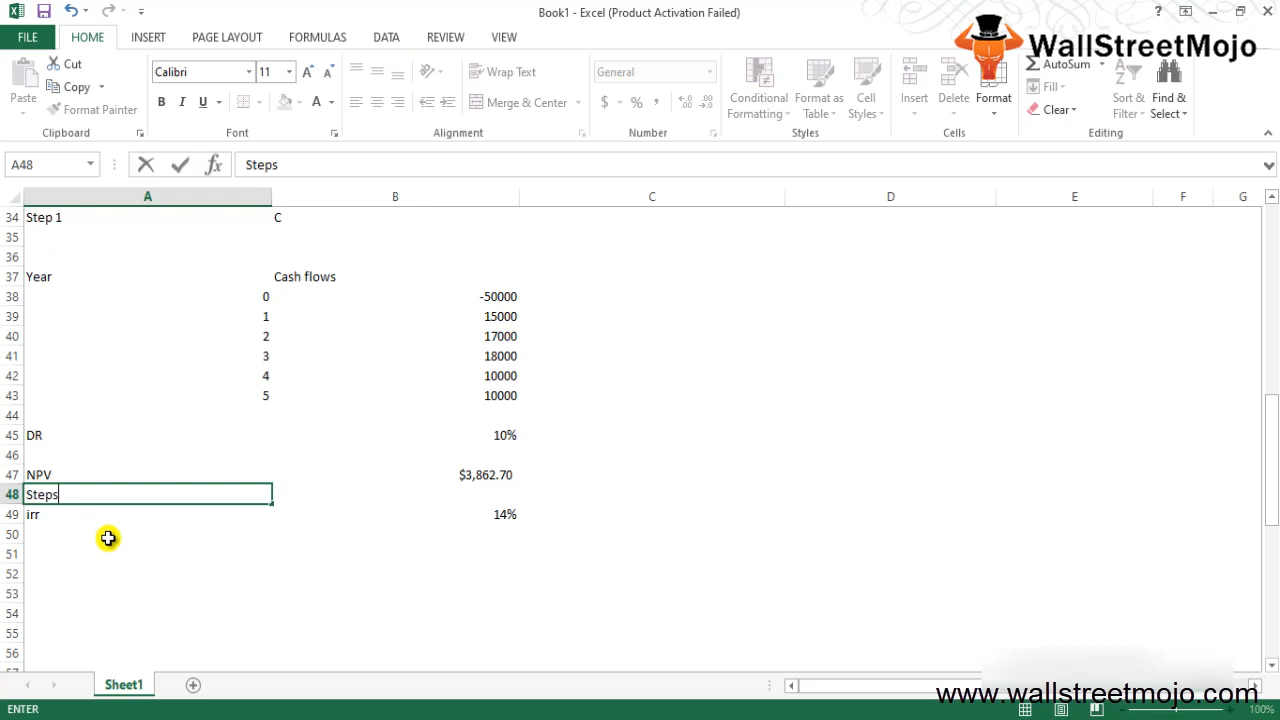 Book1 - Excel (Product Activation Failed)
?
FILE HOME INSERT PAGE LAYOUT FORMULAS DATA REVIEW VIEW
WallStreetMojo
Cut
Copy
Format Painter
Paste
Clipboard
Calibri 11
B I U
Font
Wrap Text
Merge & Center
Alignment
General
$ % ,
Number
Conditional Formatting
Format as Table
Cell Styles
Styles
Insert
Delete
Format
Cells
AutoSum
Fill
Clear
Sort & Filter
Find & Select
Editing
A48 fx Steps
A B C D E F G
34 Step 1 C
35
36
37 Year Cash flows
38 0 -50000
39 1 15000
40 2 17000
41 3 18000
42 4 10000
43 5 10000
44
45 DR 10%
46
47 NPV $3,862.70
48 Steps
49 irr 14%
50
51
52
53
54
55
56
57
Sheet1
www.wallstreetmojo.com
ENTER
100%